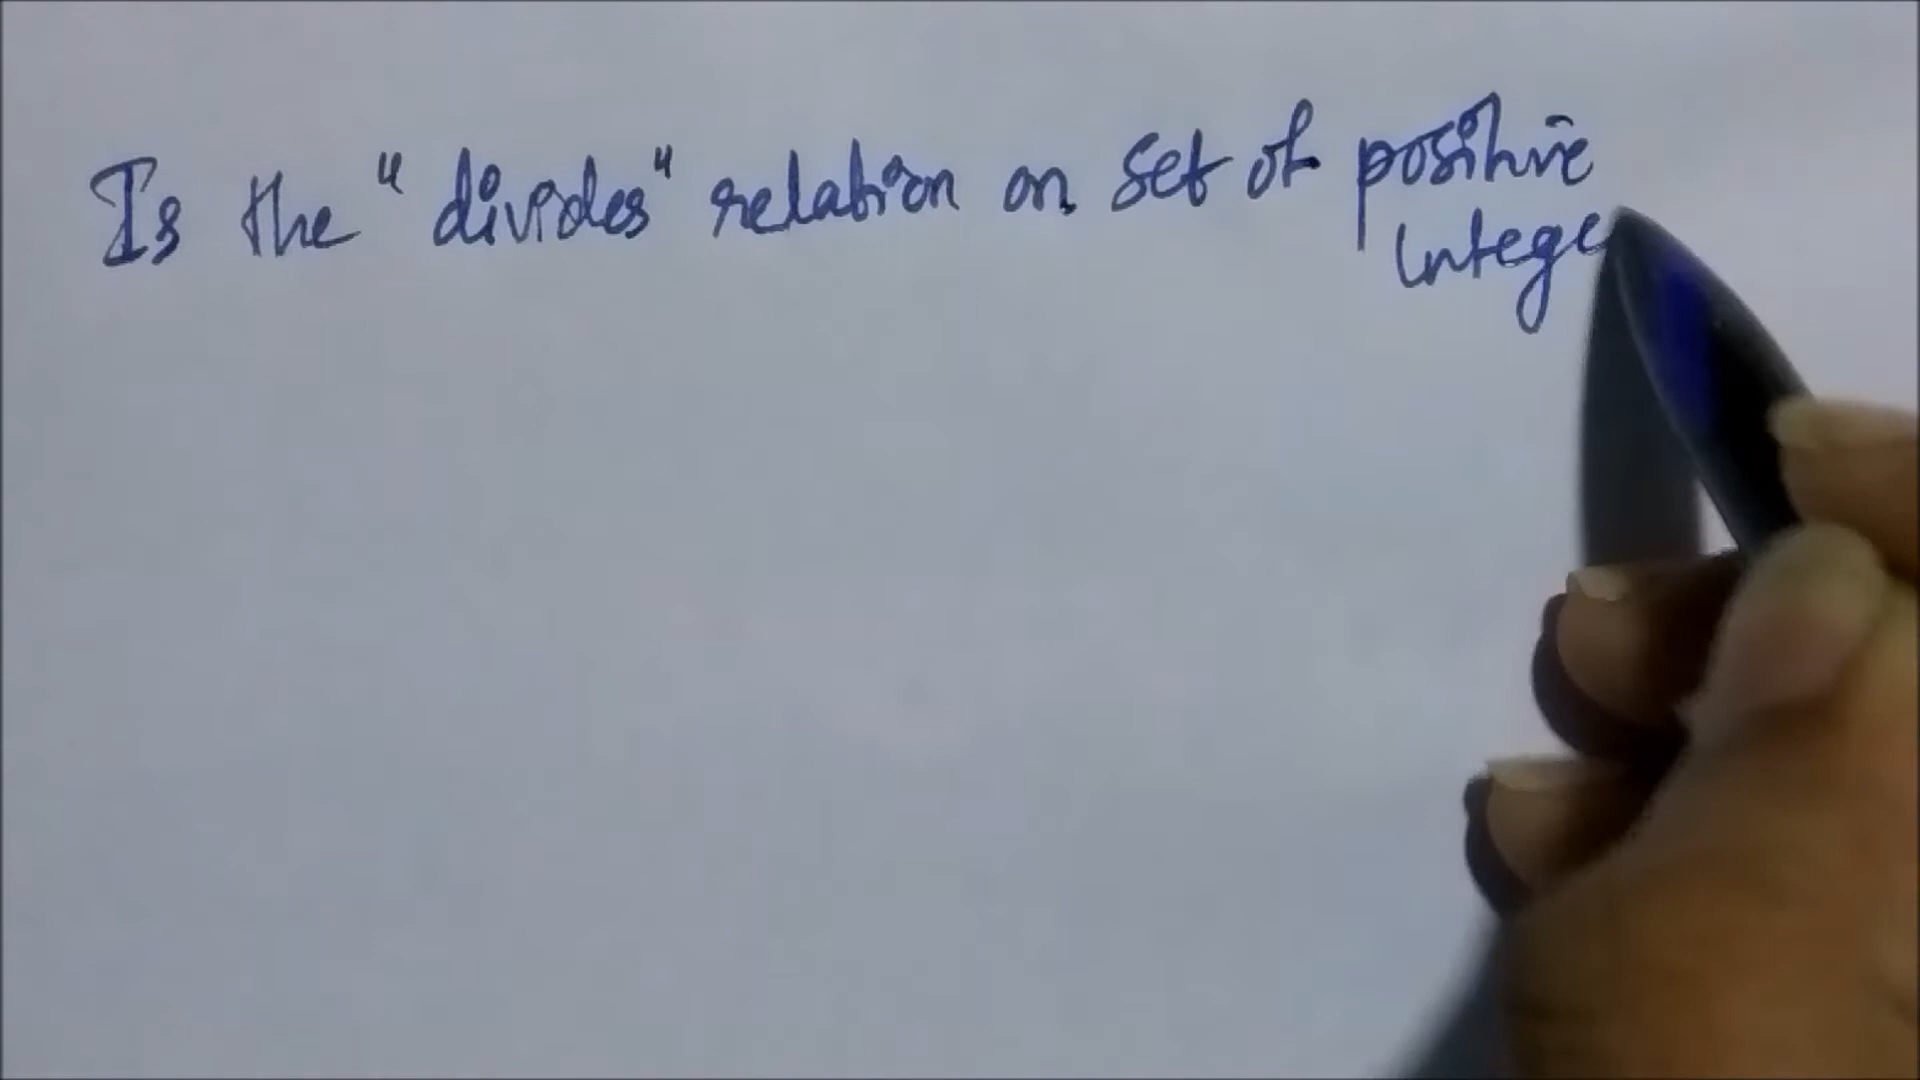 Is the "divides" relation on set of positive
intege